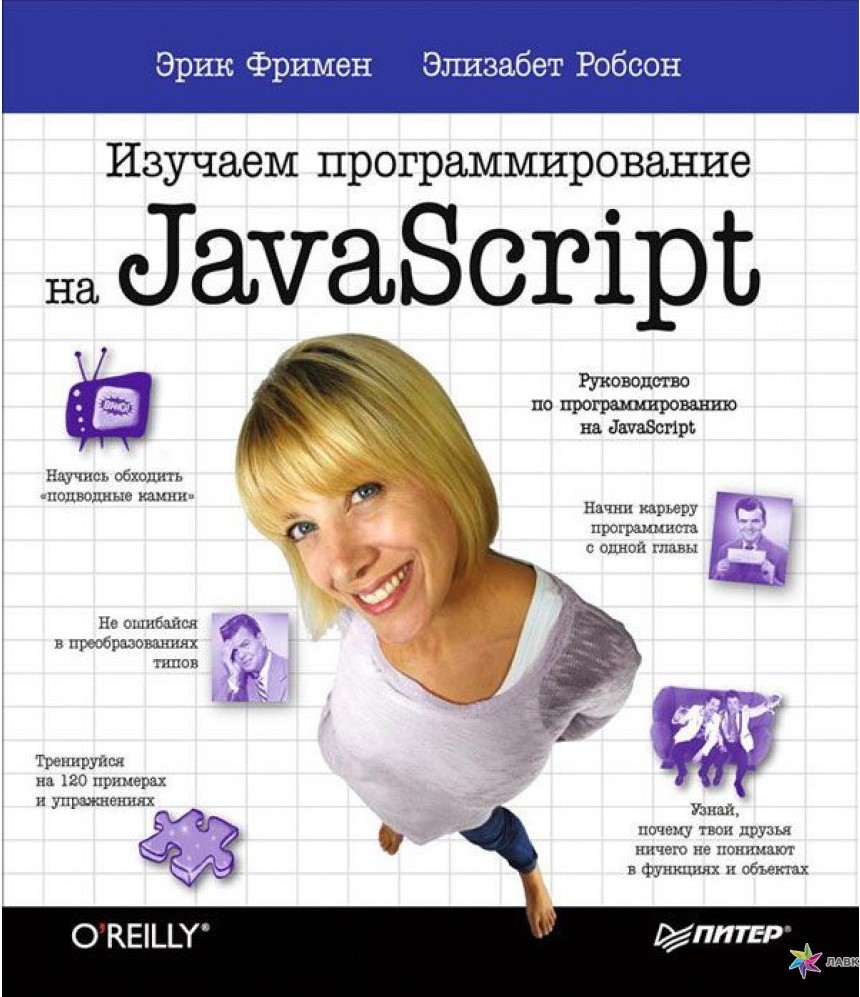 Эрик Фримен Элизабет Робсон
Изучаем программирование
на JavaScript
Руководство
по программированию
на JavaScript
BANG!
Научись обходить
«подводные камни»
Начни карьеру
программиста
с одной главы
Не ошибайся
в преобразованиях
типов
Тренируйся
на 120 примерах
и упражнениях
Узнай,
почему твои друзья
ничего не понимают
в функциях и объектах
O'REILLY®
ПИТЕР®
ЛАВК